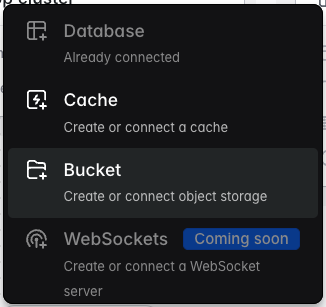 Database
Already connected
Cache
Create or connect a cache
Bucket
Create or connect object storage
WebSockets Coming soon
Create or connect a WebSocket
server